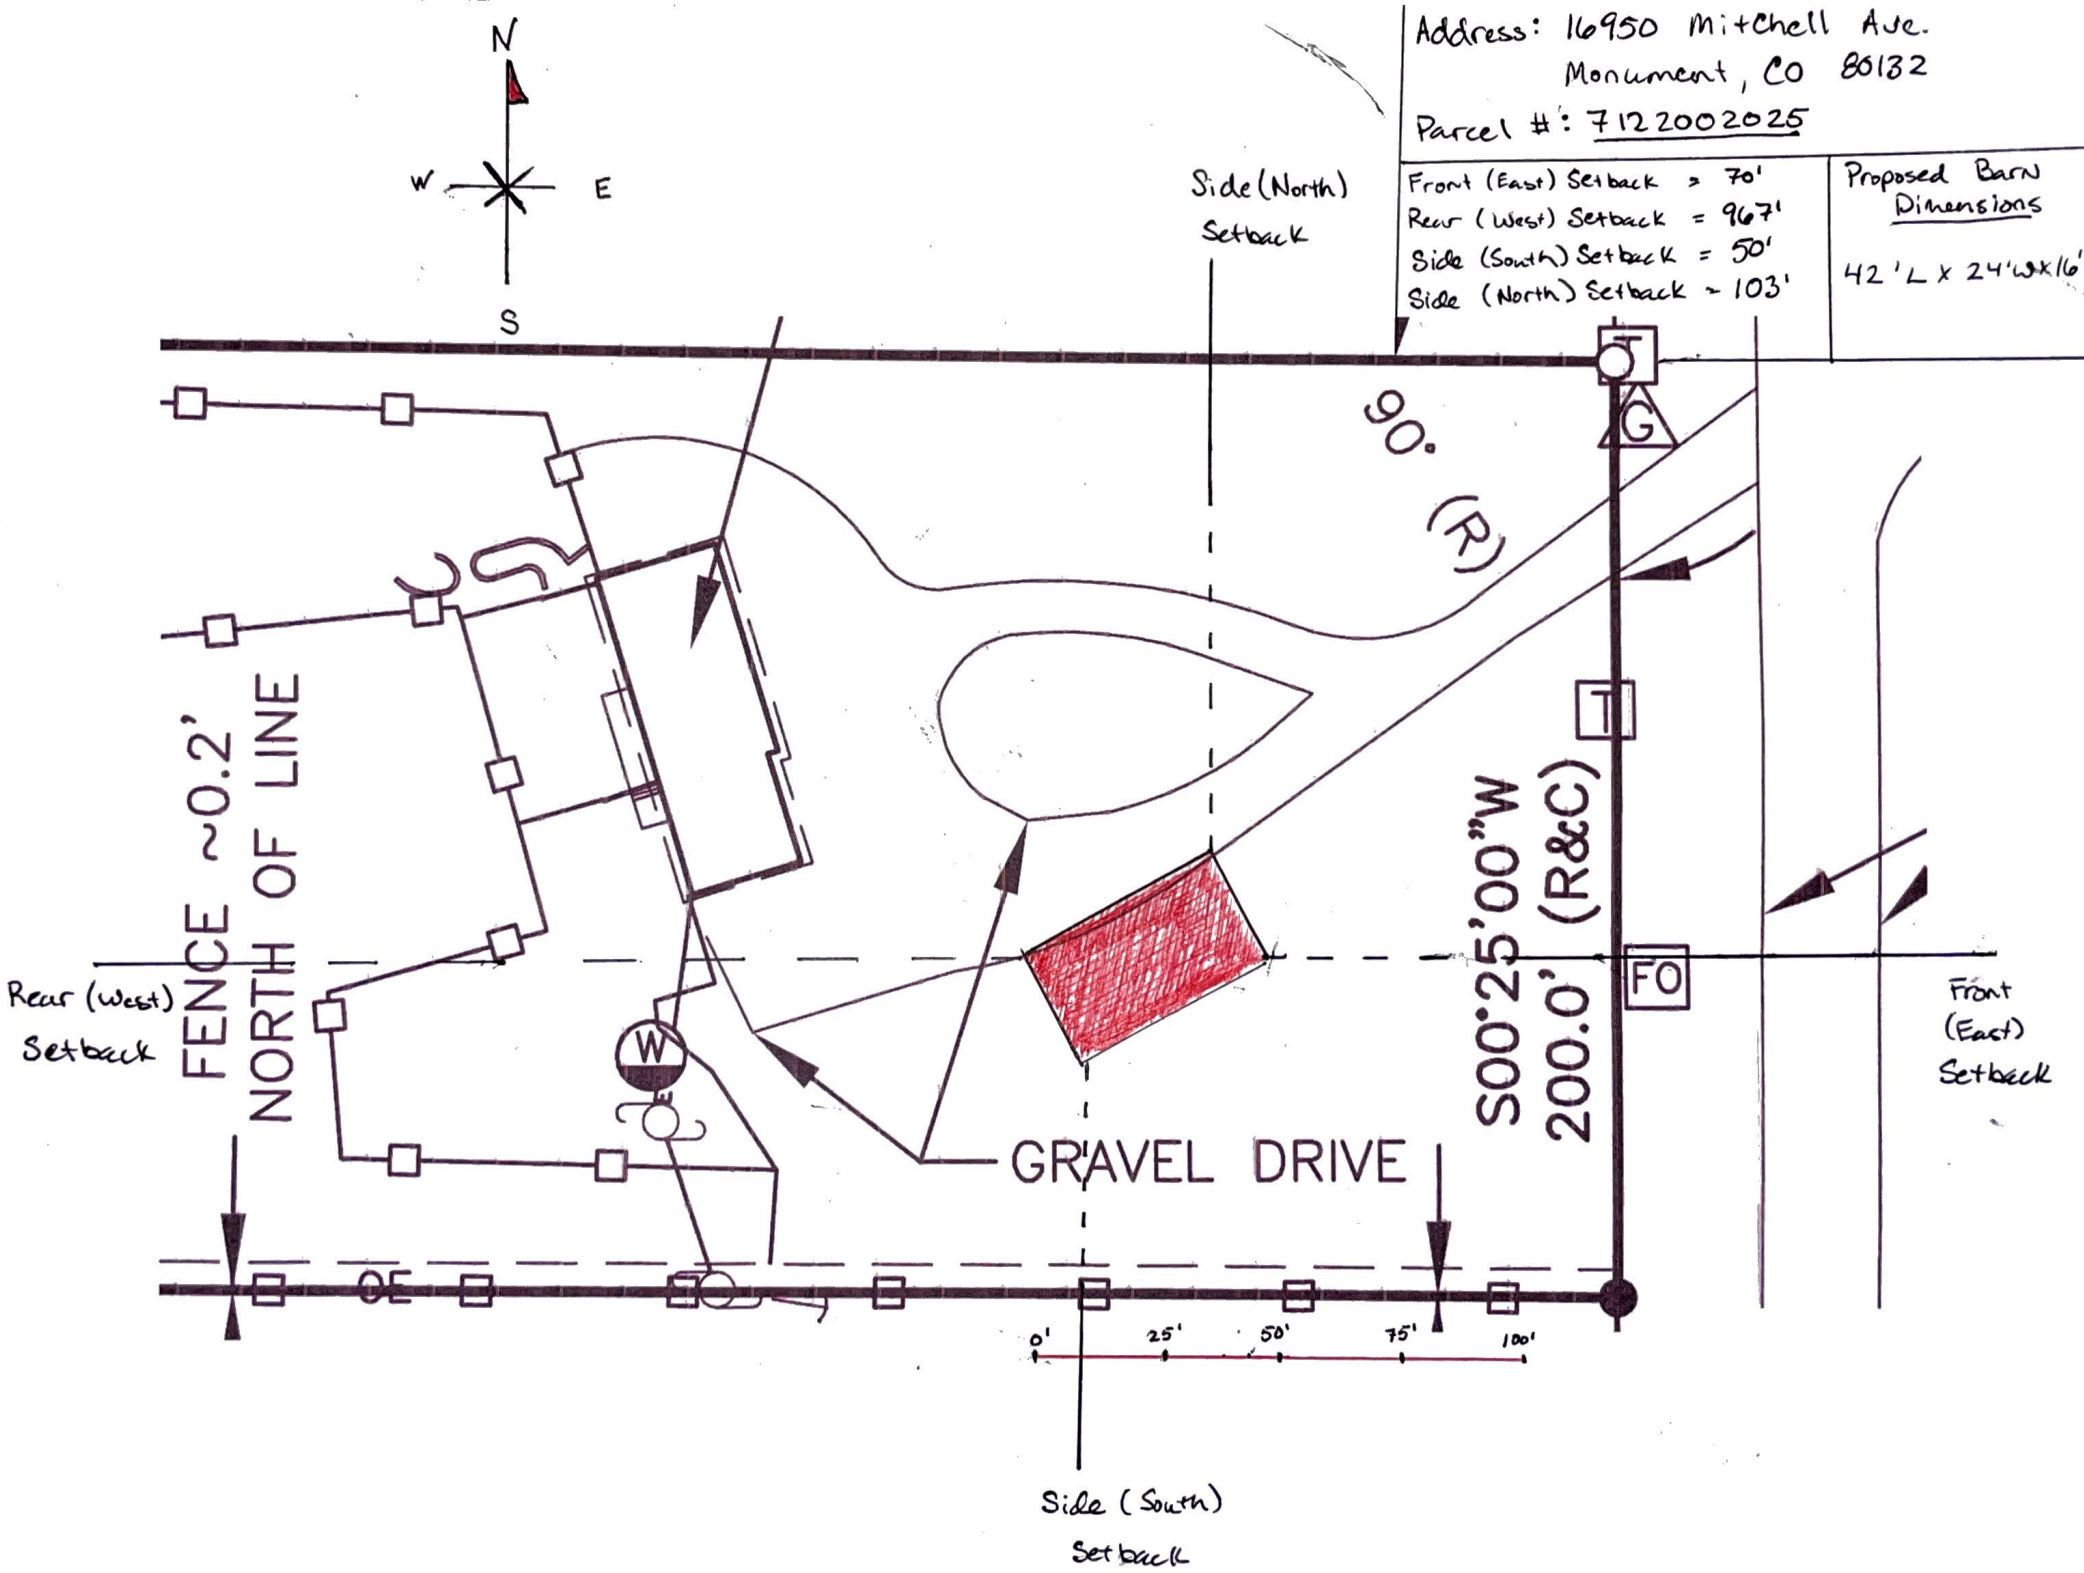 Address: 16950 Mitchell Ave.
Monument, CO 80132
Parcel #: 7122002025
Front (East) Setback = 70'
Rear (West) Setback = 967'
Side (South) Setback = 50'
Side (North) Setback = 103'
Proposed Barn
Dimensions
42'L x 24'W x 16'
N
W
E
S
Side (North)
Setback
T
G
90°
(R)
FENCE ~0.2'
NORTH OF LINE
T
S00°25'00"W
200.0' (R&C)
FO
Rear (West)
Setback
Front
(East)
Setback
W
E
GRAVEL DRIVE
OE
0' 25' 50' 75' 100'
Side (South)
Setback